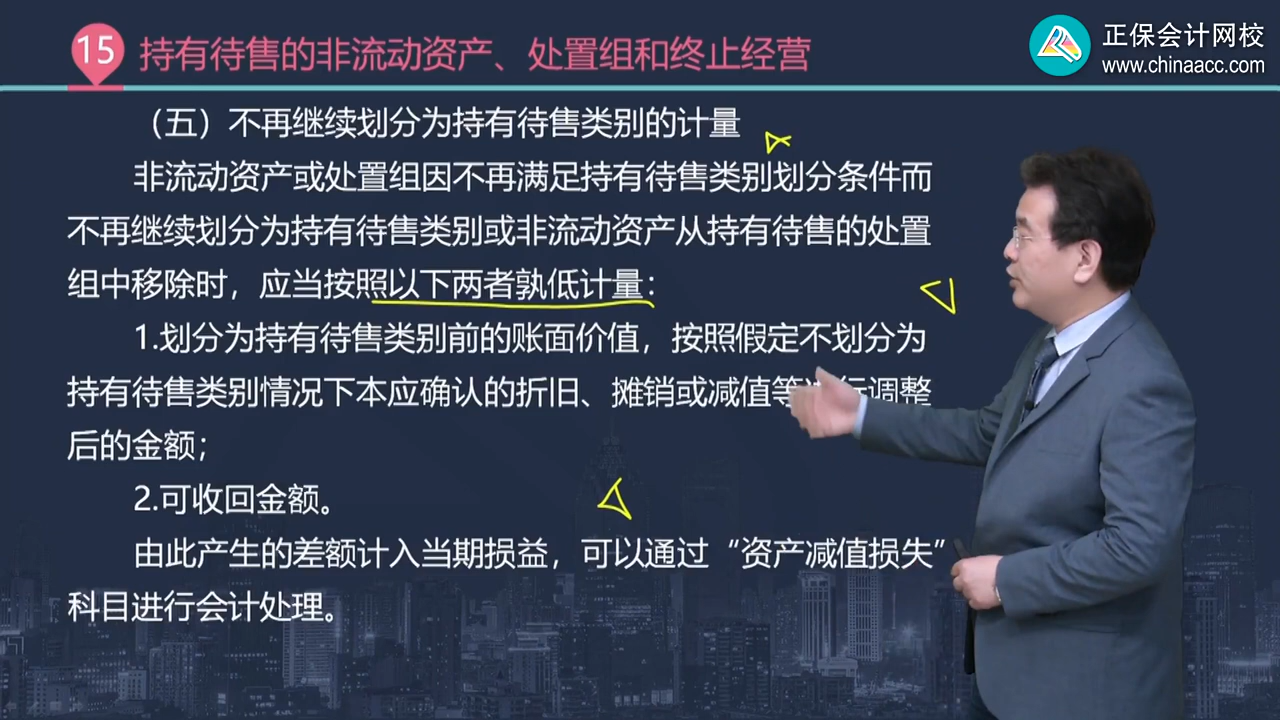 15 持有待售的非流动资产、处置组和终止经营
正保会计网校
www.chinaacc.com
（五）不再继续划分为持有待售类别的计量
非流动资产或处置组因不再满足持有待售类别划分条件而
不再继续划分为持有待售类别或非流动资产从持有待售的处置
组中移除时，应当按照以下两者孰低计量：
1.划分为持有待售类别前的账面价值，按照假定不划分为
持有待售类别情况下本应确认的折旧、摊销或减值等进行调整
后的金额；
2.可收回金额。
由此产生的差额计入当期损益，可以通过“资产减值损失”
科目进行会计处理。